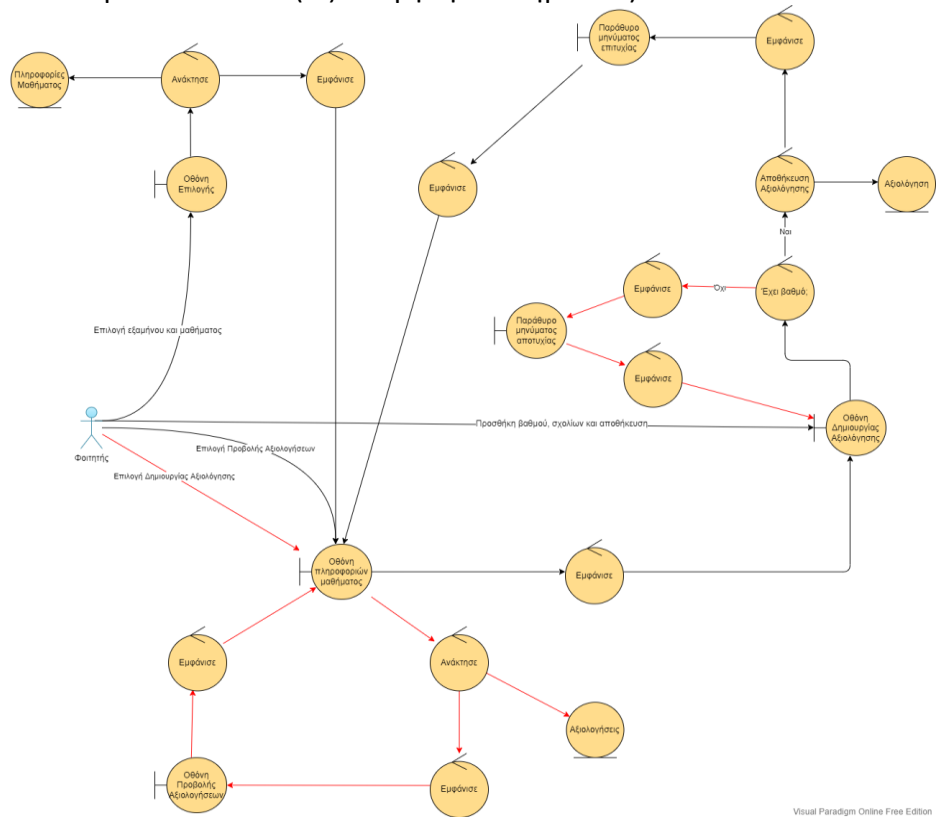 Παράθυρο
μηνύματος
επιτυχίας
Εμφάνισε
Πληροφορίες
Μαθήματος
Ανάκτησε
Εμφάνισε
Οθόνη
Επιλογής
Εμφάνισε
Αποθήκευση
Αξιολόγησης
Αξιολόγηση
Ναι
Εμφάνισε
Όχι
Έχει βαθμό;
Παράθυρο
μηνύματος
αποτυχίας
Επιλογή εξαμήνου και μαθήματος
Εμφάνισε
Προσθήκη βαθμού, σχολίων και αποθήκευση
Οθόνη
Δημιουργίας
Αξιολόγησης
Επιλογή Προβολής Αξιολογήσεων
Φοιτητής
Επιλογή Δημιουργίας Αξιολόγησης
Οθόνη
πληροφοριών
μαθήματος
Εμφάνισε
Εμφάνισε
Ανάκτησε
Αξιολογήσεις
Οθόνη
Προβολής
Αξιολογήσεων
Εμφάνισε
Visual Paradigm Online Free Edition